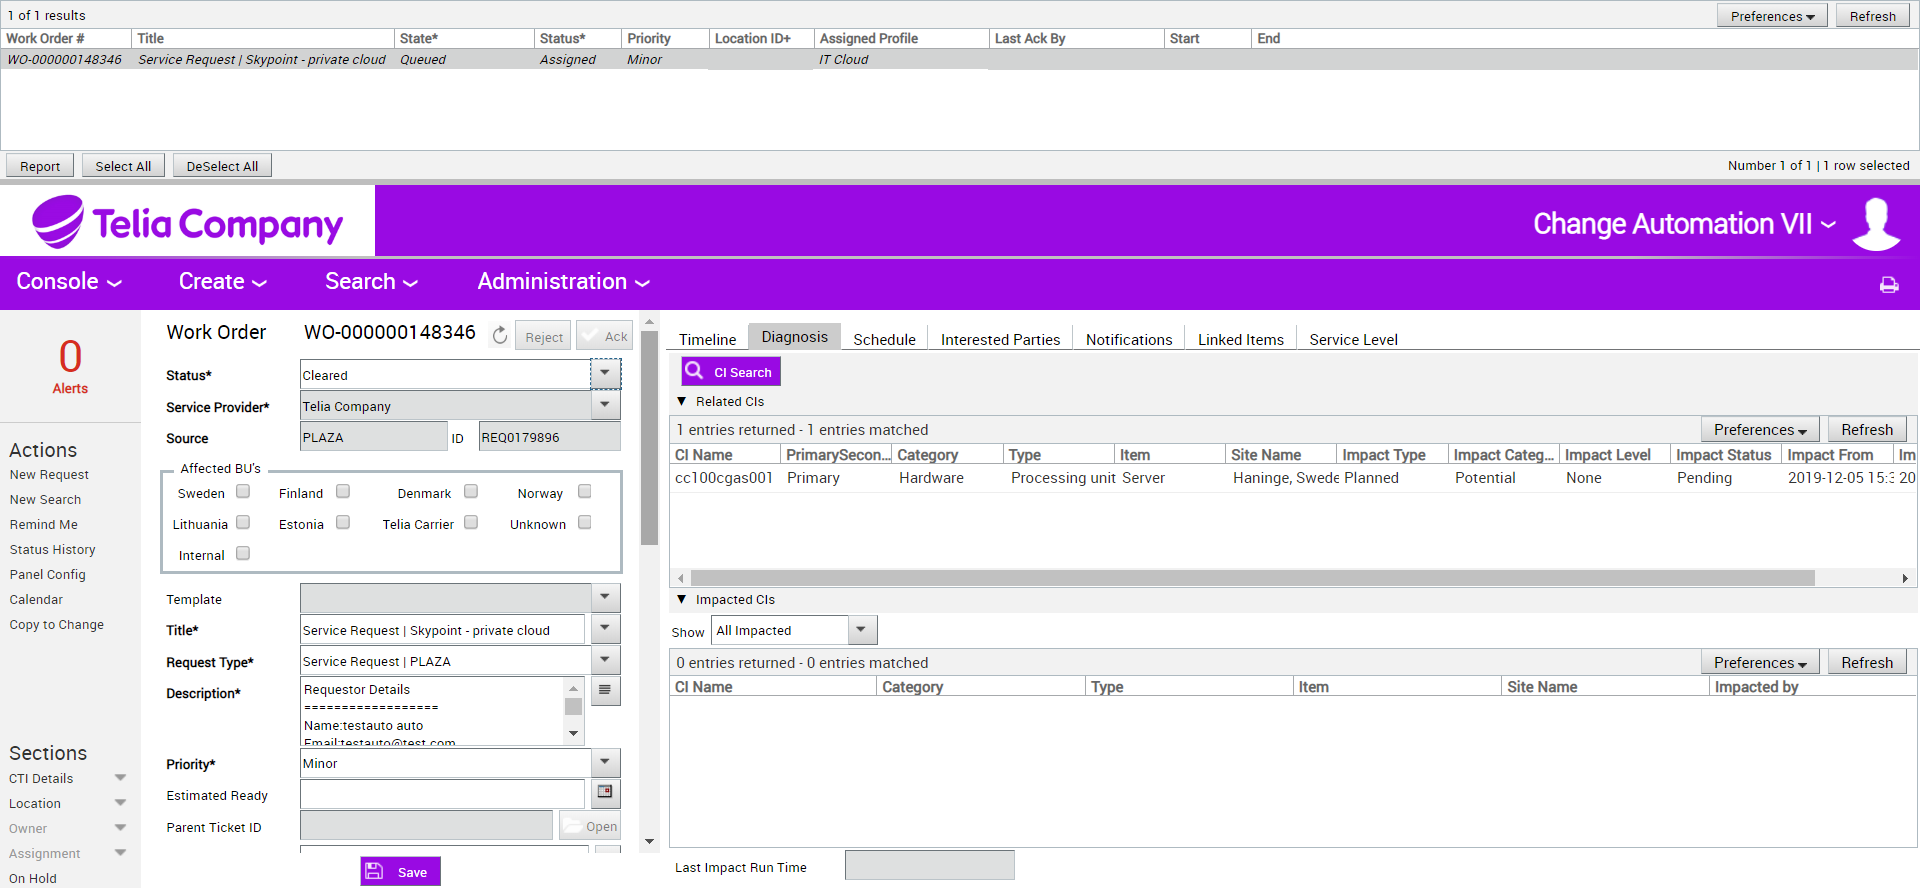 1 of 1 results
Preferences
Refresh
Work Order # Title State* Status* Priority Location ID+ Assigned Profile Last Ack By Start End
WO-000000148346 Service Request | Skypoint - private cloud Queued Assigned Minor IT Cloud
Report Select All DeSelect All
Number 1 of 1 | 1 row selected
Telia Company
Change Automation VII
Console Create Search Administration
0
Alerts
Actions
New Request
New Search
Remind Me
Status History
Panel Config
Calendar
Copy to Change
Sections
CTI Details
Location
Owner
Assignment
On Hold
Work Order WO-000000148346 Reject Ack
Status* Cleared
Service Provider* Telia Company
Source PLAZA ID REQ0179896
Affected BU's
Sweden Finland Denmark Norway
Lithuania Estonia Telia Carrier Unknown
Internal
Template
Title* Service Request | Skypoint - private cloud
Request Type* Service Request | PLAZA
Description* Requestor Details
==================
Name:testauto auto
Email:testauto@test.com
Priority* Minor
Estimated Ready
Parent Ticket ID Open
Save
Timeline Diagnosis Schedule Interested Parties Notifications Linked Items Service Level
CI Search
Related CIs
1 entries returned - 1 entries matched Preferences Refresh
CI Name PrimarySecon... Category Type Item Site Name Impact Type Impact Categ... Impact Level Impact Status Impact From Im
cc100cgas001 Primary Hardware Processing unit Server Haninge, Swede Planned Potential None Pending 2019-12-05 15:3 20
Impacted CIs
Show All Impacted
0 entries returned - 0 entries matched Preferences Refresh
CI Name Category Type Item Site Name Impacted by
Last Impact Run Time